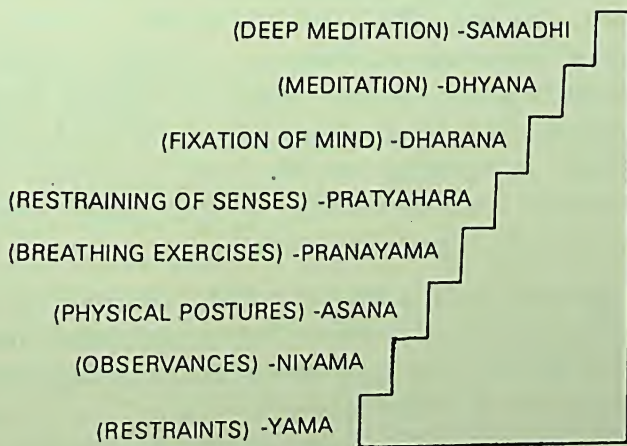 (DEEP MEDITATION) -SAMADHI
(MEDITATION) -DHYANA
(FIXATION OF MIND) -DHARANA
(RESTRAINING OF SENSES) -PRATYAHARA
(BREATHING EXERCISES) -PRANAYAMA
(PHYSICAL POSTURES) -ASANA
(OBSERVANCES) -NIYAMA
(RESTRAINTS) -YAMA